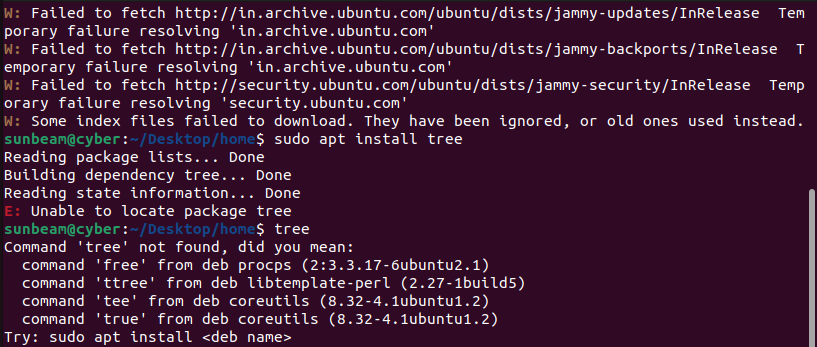 W: Failed to fetch http://in.archive.ubuntu.com/ubuntu/dists/jammy-updates/InRelease  Tem
porary failure resolving 'in.archive.ubuntu.com'
W: Failed to fetch http://in.archive.ubuntu.com/ubuntu/dists/jammy-backports/InRelease  T
emporary failure resolving 'in.archive.ubuntu.com'
W: Failed to fetch http://security.ubuntu.com/ubuntu/dists/jammy-security/InRelease  Temp
orary failure resolving 'security.ubuntu.com'
W: Some index files failed to download. They have been ignored, or old ones used instead.
sunbeam@cyber:~/Desktop/home$ sudo apt install tree
Reading package lists... Done
Building dependency tree... Done
Reading state information... Done
E: Unable to locate package tree
sunbeam@cyber:~/Desktop/home$ tree
Command 'tree' not found, did you mean:
  command 'free' from deb procps (2:3.3.17-6ubuntu2.1)
  command 'ttree' from deb libtemplate-perl (2.27-1build5)
  command 'tee' from deb coreutils (8.32-4.1ubuntu1.2)
  command 'true' from deb coreutils (8.32-4.1ubuntu1.2)
Try: sudo apt install <deb name>